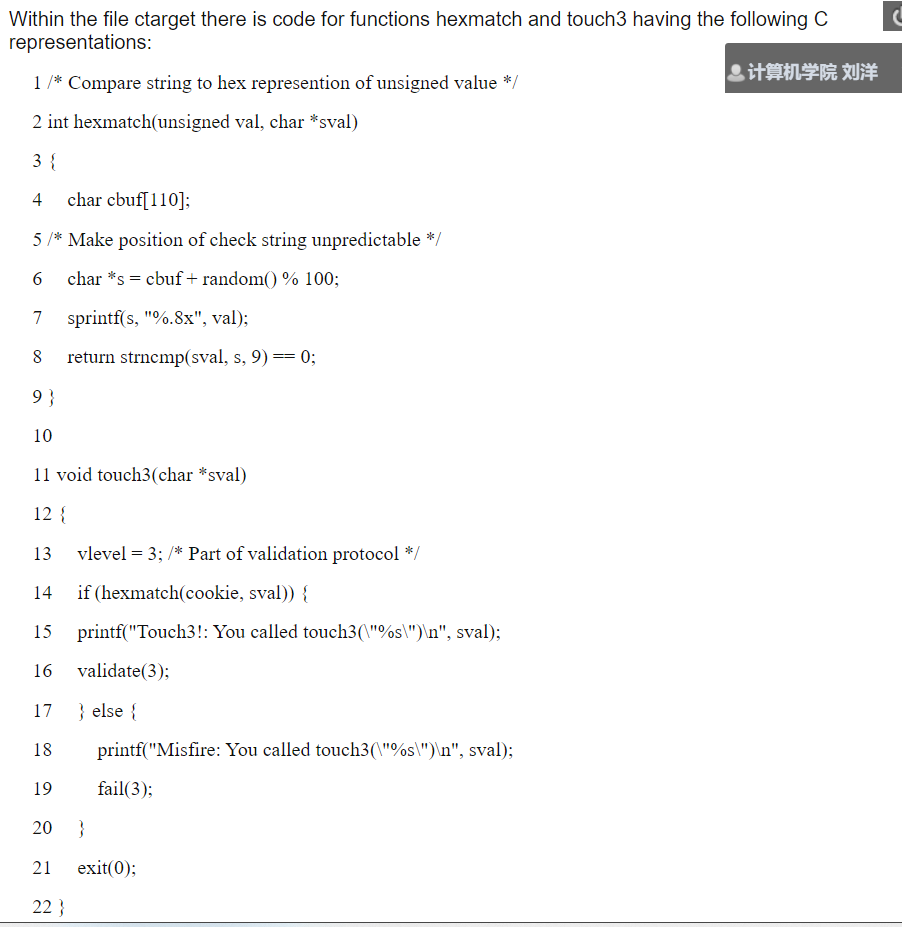 Within the file ctarget there is code for functions hexmatch and touch3 having the following C
representations:
计算机学院 刘洋
1 /* Compare string to hex represention of unsigned value */
2 int hexmatch(unsigned val, char *sval)
3 {
4 char cbuf[110];
5 /* Make position of check string unpredictable */
6 char *s = cbuf + random() % 100;
7 sprintf(s, "%.8x", val);
8 return strncmp(sval, s, 9) == 0;
9 }
10
11 void touch3(char *sval)
12 {
13 vlevel = 3; /* Part of validation protocol */
14 if (hexmatch(cookie, sval)) {
15 printf("Touch3!: You called touch3(\"%s\")\n", sval);
16 validate(3);
17 } else {
18 printf("Misfire: You called touch3(\"%s\")\n", sval);
19 fail(3);
20 }
21 exit(0);
22 }